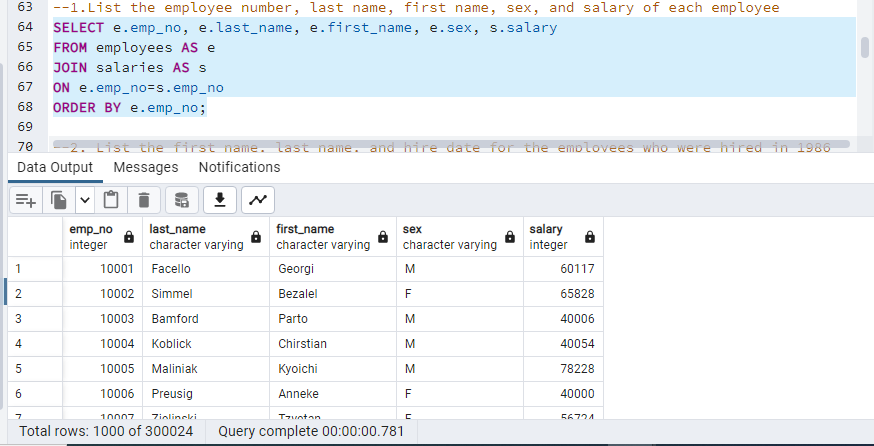 63 --1.List the employee number, last name, first name, sex, and salary of each employee
64 SELECT e.emp_no, e.last_name, e.first_name, e.sex, s.salary
65 FROM employees AS e
66 JOIN salaries AS s
67 ON e.emp_no=s.emp_no
68 ORDER BY e.emp_no;
69
70 --2. List the first name, last name, and hire date for the employees who were hired in 1986
Data Output Messages Notifications
emp_no last_name first_name sex salary
integer character varying character varying character varying integer
1 10001 Facello Georgi M 60117
2 10002 Simmel Bezalel F 65828
3 10003 Bamford Parto M 40006
4 10004 Koblick Chirstian M 40054
5 10005 Maliniak Kyoichi M 78228
6 10006 Preusig Anneke F 40000
7 10007 Zielinski Tzvetan F 56724
Total rows: 1000 of 300024 Query complete 00:00:00.781